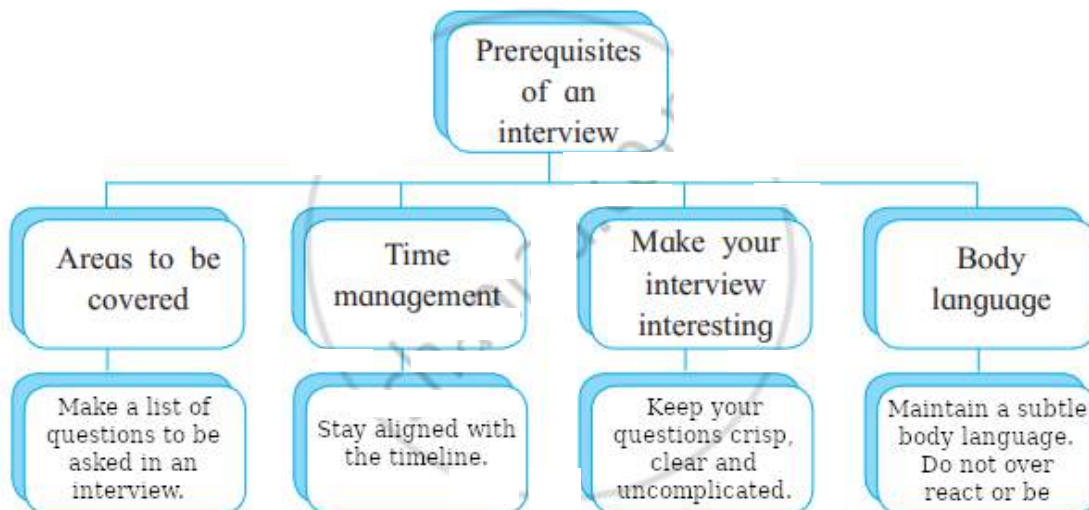 Prerequisites
of an
interview
Areas to be
covered
Time
management
Make your
interview
interesting
Body
language
Make a list of
questions to be
asked in an
interview.
Stay aligned with
the timeline.
Keep your
questions crisp,
clear and
uncomplicated.
Maintain a subtle
body language.
Do not over
react or be